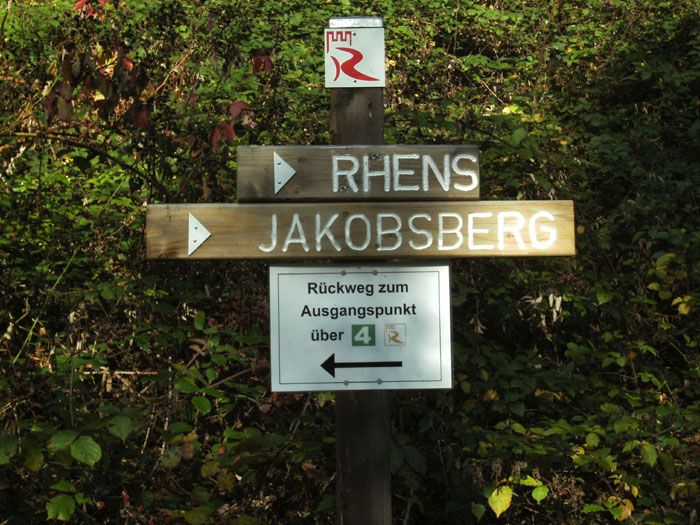 R
RHENS
JAKOBSBERG
Rückweg zum
Ausgangspunkt
über 4